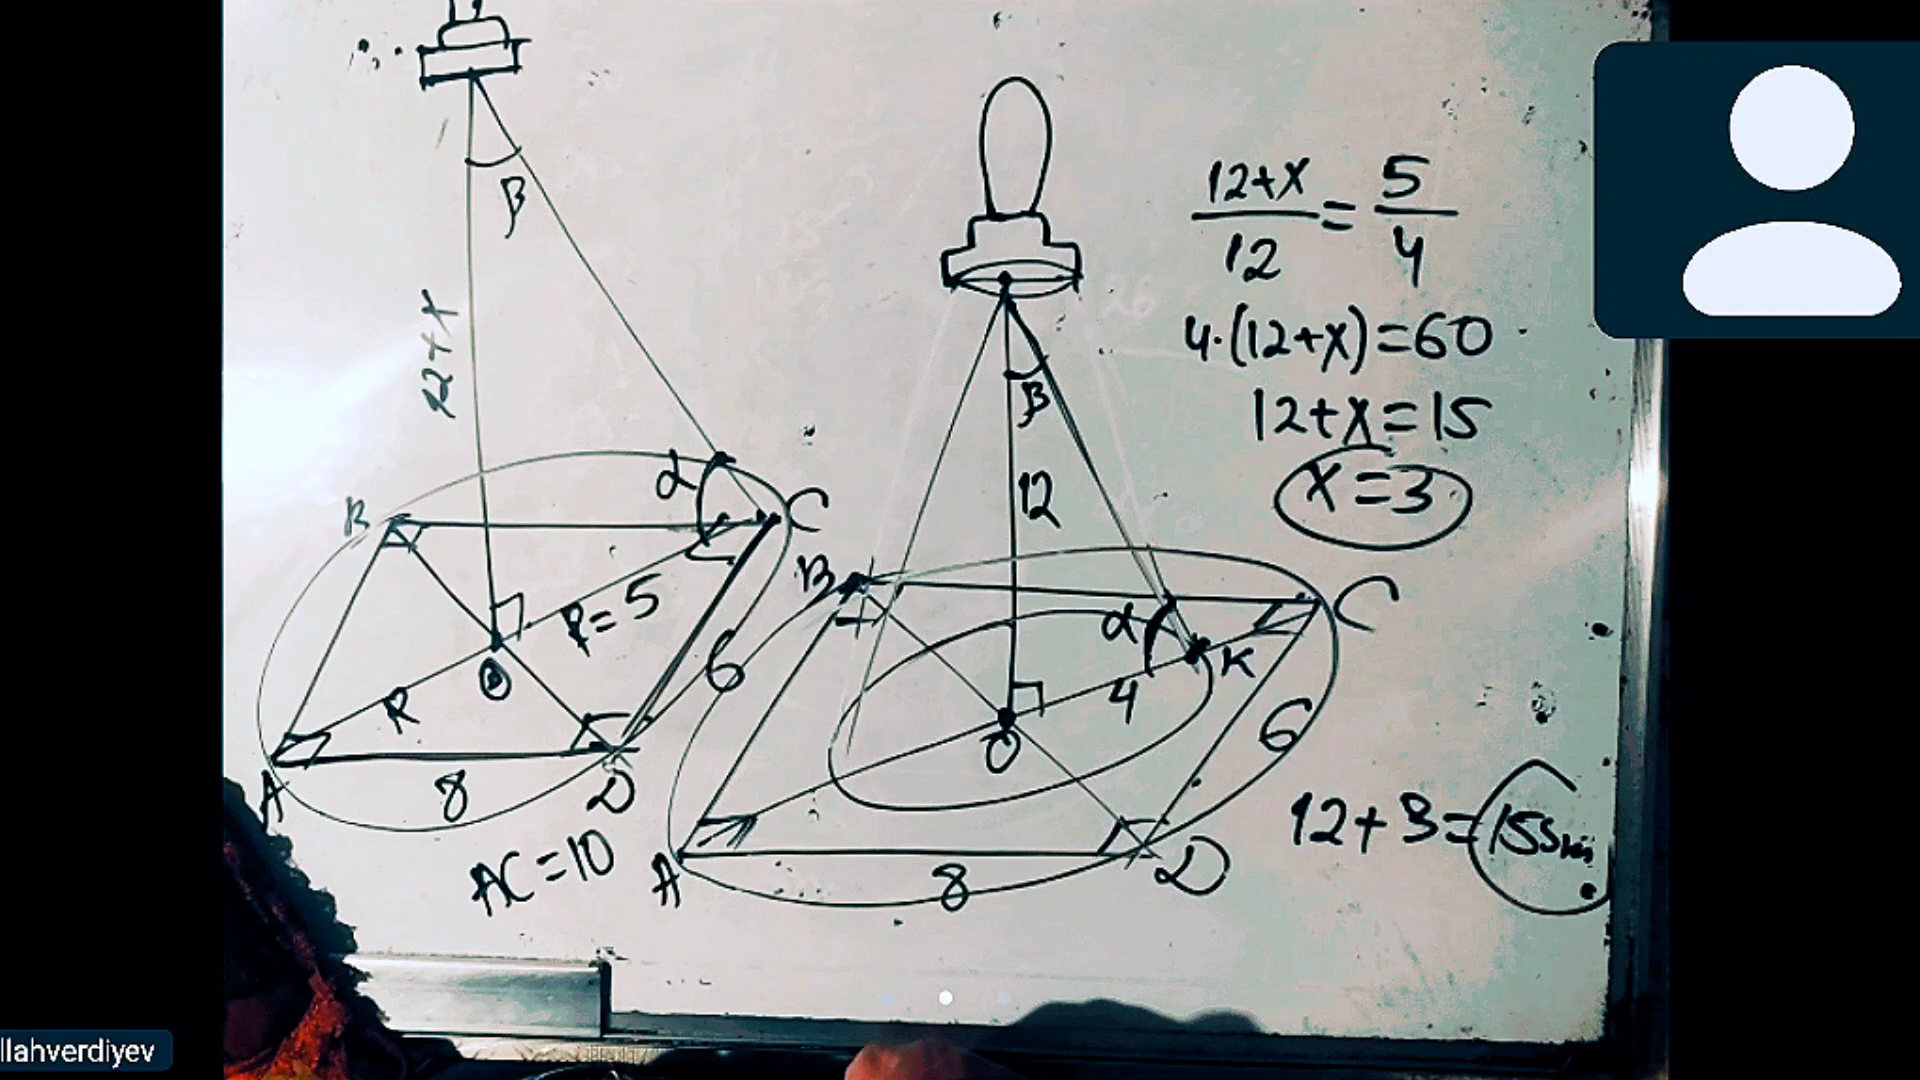 β
12+x
B
α
C
R=5
R
O
6
A
8
D
AC=10
β
12
B
C
α
K
4
O
6
A
8
D
12+x / 12 = 5 / 4
4·(12+x)=60
12+x=15
x=3
12+3=15sm
llahverdiyev